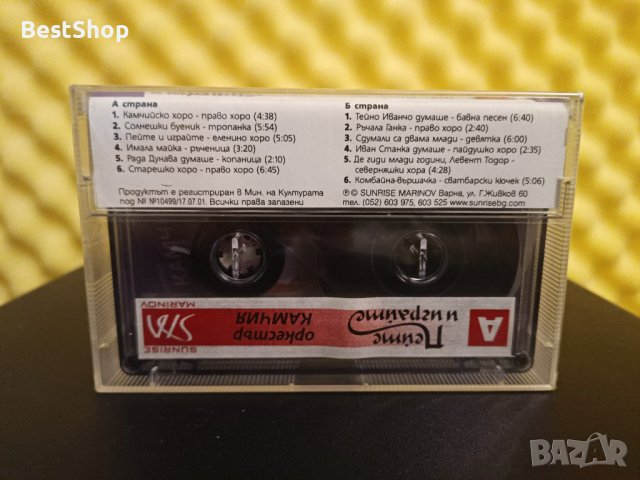 BestShop
А страна
1. Камчийско хоро - право хоро (4:38)
2. Солнешки буеник - тропанка (5:54)
3. Пейте и играйте - еленино хоро (5:05)
4. Имала майка - ръченица (3:20)
5. Рада Дунава думаше - копаница (2:10)
6. Старешко хоро - право хоро (6:45)
Продуктът е регистриран в Мин. на Културата
под № №10499/17.07.01. Всички права запазени
Б страна
1. Тейно Иванчо думаше - бавна песен (6:40)
2. Ръчала Ганка - право хоро (2:40)
3. Сдумали са двама млади - девятка (6:00)
4. Иван Станка думаше - пайдушко хоро (2:35)
5. Де гиди млади години, Левент Тодор -
северняшки хора (4:28)
6. Комбайна-вършачка - сватбарски кючек (5:06)
℗ © SUNRISE MARINOV Варна, ул. Г.Живков 60
тел. (052) 603 975, 603 525 www.sunrisebg.com
A
Пейте
и играйте
оркестър
КАМЧИЯ
SUNRISE
MARINOV
BAZAR